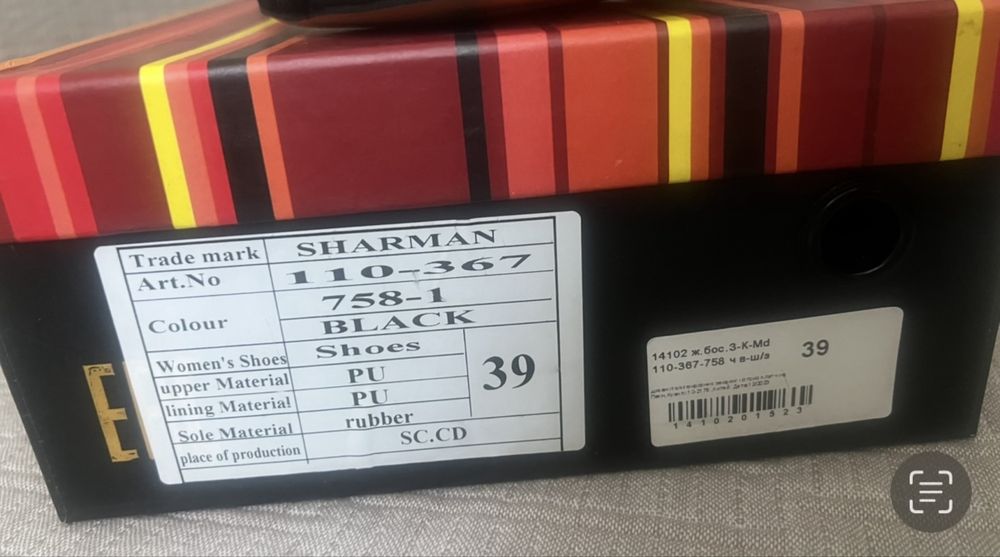 Trade mark SHARMAN
Art.No 110-367
758-1
Colour BLACK
Women's Shoes Shoes
upper Material PU
lining Material PU
39
Sole Material rubber
place of production SC.CD
14102 ж.бос.3-K-Md
110-367-758 ч в-ш/з
39
1410201523